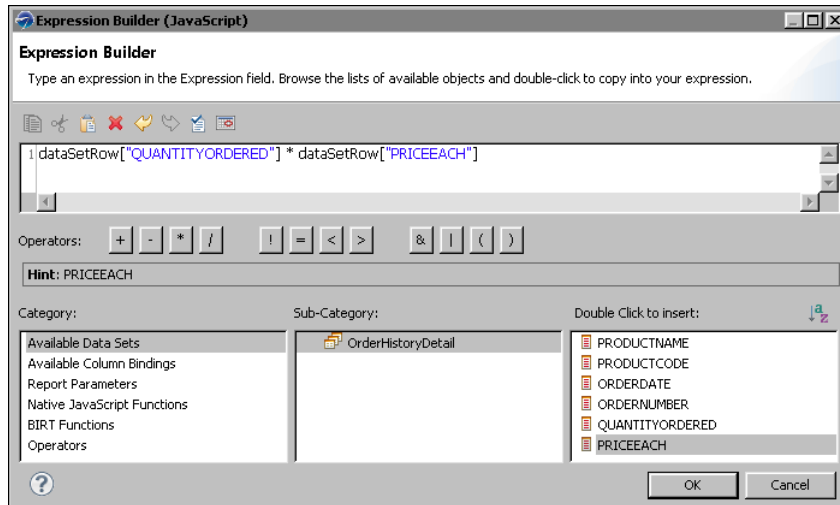 Expression Builder (JavaScript)
Expression Builder
Type an expression in the Expression field. Browse the lists of available objects and double-click to copy into your expression.
1 dataSetRow["QUANTITYORDERED"] * dataSetRow["PRICEEACH"]
Operators: + - * / ! = < > & | ( )
Hint: PRICEEACH
Category: Sub-Category: Double Click to insert: a z
Available Data Sets OrderHistoryDetail PRODUCTNAME
Available Column Bindings PRODUCTCODE
Report Parameters ORDERDATE
Native JavaScript Functions ORDERNUMBER
BIRT Functions QUANTITYORDERED
Operators PRICEEACH
? OK Cancel